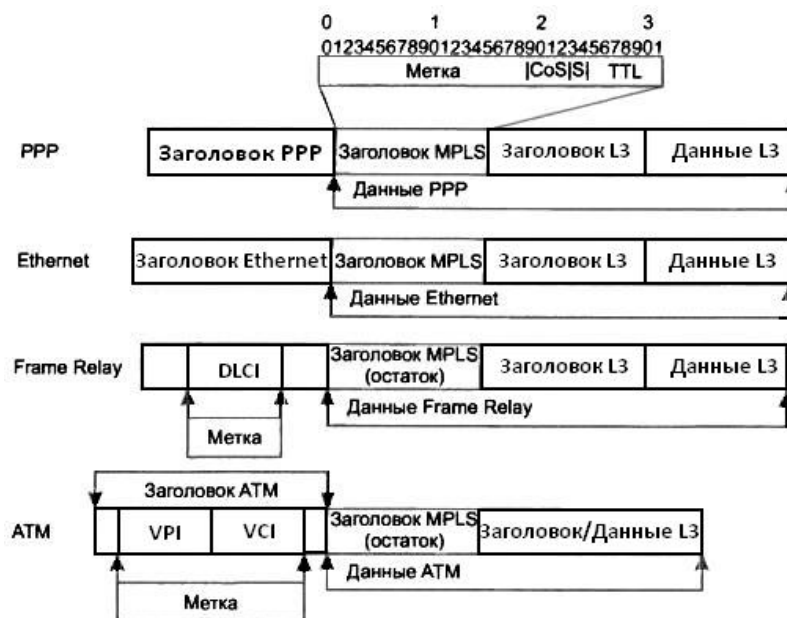 0 1 2 3
01234567890123456789012345678901
Метка |CoS|S| TTL
PPP Заголовок PPP Заголовок MPLS Заголовок L3 Данные L3
Данные PPP
Ethernet Заголовок Ethernet Заголовок MPLS Заголовок L3 Данные L3
Данные Ethernet
Frame Relay DLCI Заголовок MPLS (остаток) Заголовок L3 Данные L3
Данные Frame Relay
Метка
Заголовок ATM
ATM VPI VCI Заголовок MPLS (остаток) Заголовок/Данные L3
Данные ATM
Метка